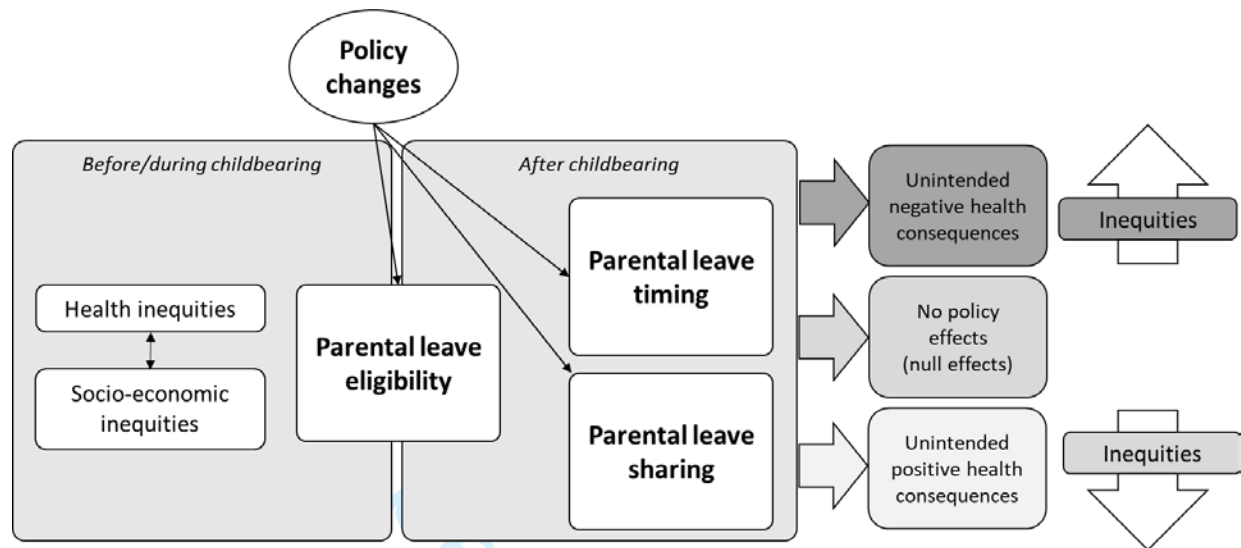 Policy
changes
Before/during childbearing
After childbearing
Health inequities
Socio-economic
inequities
Parental leave
eligibility
Parental leave
timing
Parental leave
sharing
Unintended
negative health
consequences
No policy
effects
(null effects)
Unintended
positive health
consequences
Inequities
Inequities